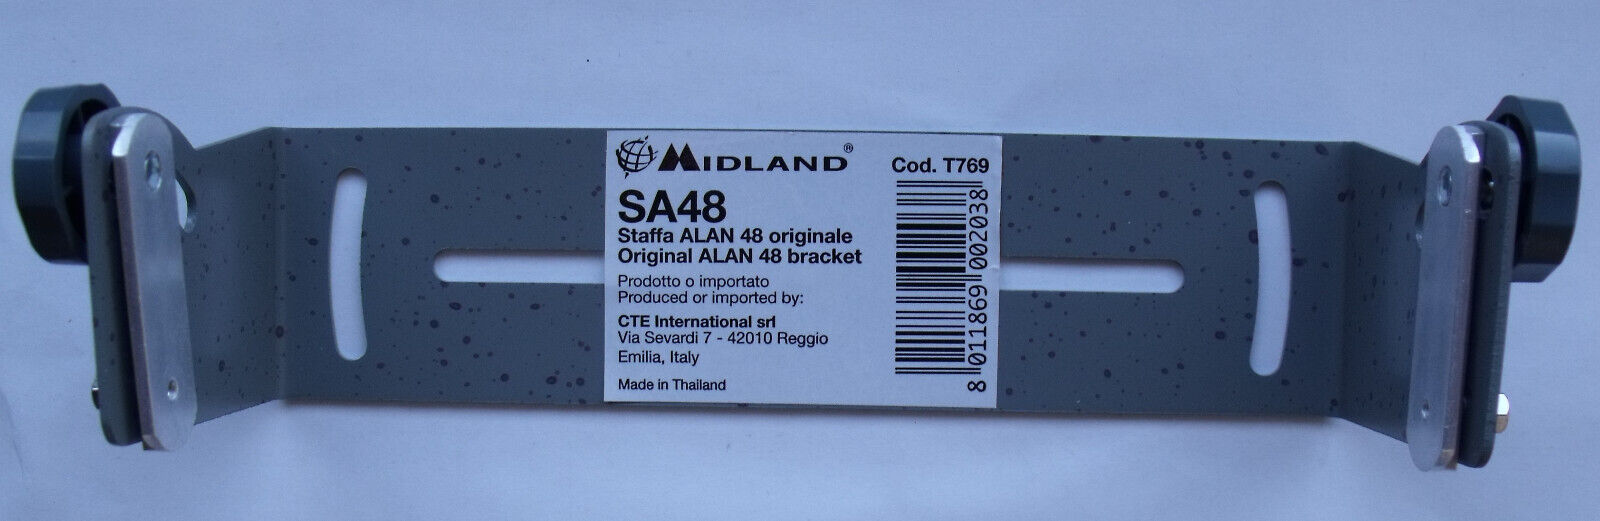 MIDLAND®
Cod. T769
SA48
Staffa ALAN 48 originale
Original ALAN 48 bracket
Prodotto o importato
Produced or imported by:
CTE International srl
Via Sevardi 7 - 42010 Reggio
Emilia, Italy
Made in Thailand
8 011869 002038